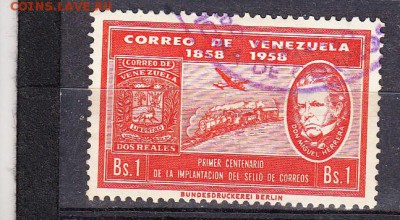 COINS.LAVE.RU
CORREO DE VENEZUELA
1858 - 1958
CORREO DE
VENEZUELA
LIBERTAD
DOS REALES
DON MIGUEL HERRERA
Bs.1
PRIMER CENTENARIO
DE LA IMPLANTACION DEL SELLO DE CORREOS
Bs.1
BUNDESDRUCKEREI BERLIN